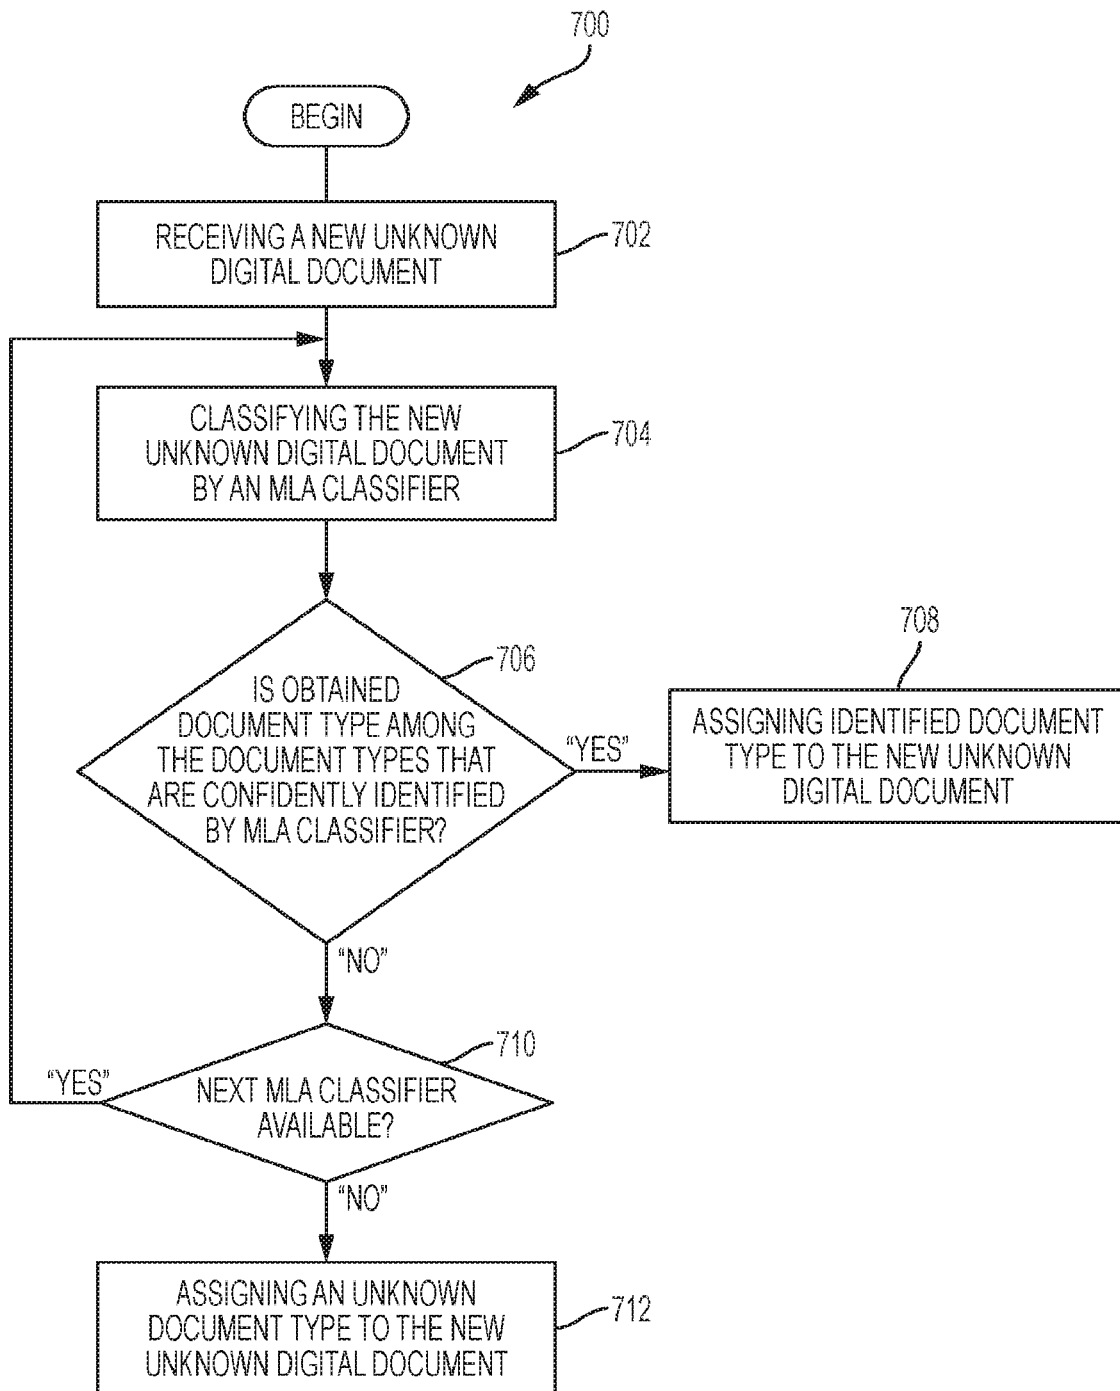 700
BEGIN
RECEIVING A NEW UNKNOWN
DIGITAL DOCUMENT
702
CLASSIFYING THE NEW
UNKNOWN DIGITAL DOCUMENT
BY AN MLA CLASSIFIER
704
706
IS OBTAINED
DOCUMENT TYPE AMONG
THE DOCUMENT TYPES THAT
ARE CONFIDENTLY IDENTIFIED
BY MLA CLASSIFIER?
"YES"
708
ASSIGNING IDENTIFIED DOCUMENT
TYPE TO THE NEW UNKNOWN
DIGITAL DOCUMENT
"NO"
710
"YES"
NEXT MLA CLASSIFIER
AVAILABLE?
"NO"
ASSIGNING AN UNKNOWN
DOCUMENT TYPE TO THE NEW
UNKNOWN DIGITAL DOCUMENT
712